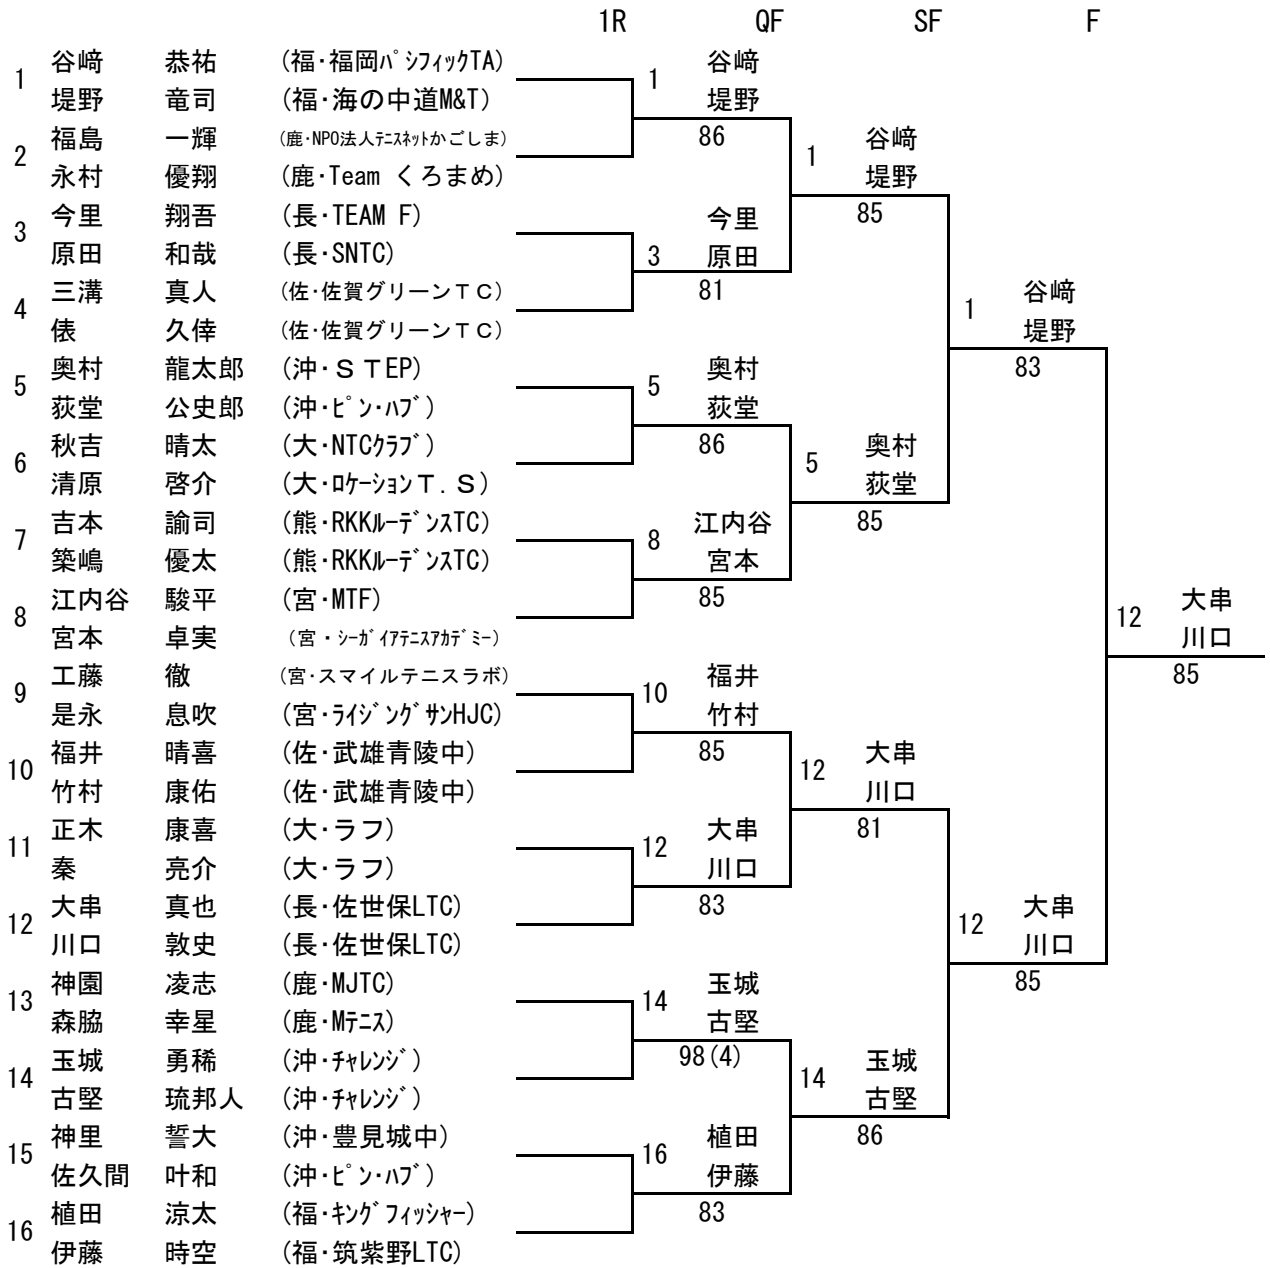 1R QF SF F
1 谷﨑 恭祐 (福・福岡ﾊﾟｼﾌｨｯｸTA)
堤野 竜司 (福・海の中道M&T)
2 福島 一輝 (鹿・NPO法人ﾃﾆｽﾈｯﾄかごしま)
永村 優翔 (鹿・Team くろまめ)
3 今里 翔吾 (長・TEAM F)
原田 和哉 (長・SNTC)
4 三溝 真人 (佐・佐賀グリーンＴＣ)
俵 久倖 (佐・佐賀グリーンＴＣ)
5 奥村 龍太郎 (沖・ＳＴEP)
荻堂 公史郎 (沖・ﾋﾟﾝ・ﾊﾌﾞ)
6 秋吉 晴太 (大・NTCｸﾗﾌﾞ)
清原 啓介 (大・ﾛｹｰｼｮﾝＴ．Ｓ)
7 吉本 諭司 (熊・RKKﾙｰﾃﾞﾝｽTC)
築嶋 優太 (熊・RKKﾙｰﾃﾞﾝｽTC)
8 江内谷 駿平 (宮・MTF)
宮本 卓実 (宮・ｼｰｶﾞｲｱﾃﾆｽｱｶﾃﾞﾐｰ)
9 工藤 徹 (宮・スマイルテニスラボ)
是永 息吹 (宮・ﾗｲｼﾞﾝｸﾞｻﾝHJC)
10 福井 晴喜 (佐・武雄青陵中)
竹村 康佑 (佐・武雄青陵中)
11 正木 康喜 (大・ラフ)
秦 亮介 (大・ラフ)
12 大串 真也 (長・佐世保LTC)
川口 敦史 (長・佐世保LTC)
13 神園 凌志 (鹿・MJTC)
森脇 幸星 (鹿・Mﾃﾆｽ)
14 玉城 勇稀 (沖・ﾁｬﾚﾝｼﾞ)
古堅 琉邦人 (沖・ﾁｬﾚﾝｼﾞ)
15 神里 誓大 (沖・豊見城中)
佐久間 叶和 (沖・ﾋﾟﾝ・ﾊﾌﾞ)
16 植田 涼太 (福・ｷﾝｸﾞﾌｨｯｼｬｰ)
伊藤 時空 (福・筑紫野LTC)
1 谷﨑
堤野
86
3 今里
原田
81
5 奥村
荻堂
86
8 江内谷
宮本
85
10 福井
竹村
85
12 大串
川口
83
14 玉城
古堅
98(4)
16 植田
伊藤
83
1 谷﨑
堤野
85
5 奥村
荻堂
85
12 大串
川口
81
14 玉城
古堅
86
1 谷﨑
堤野
83
12 大串
川口
85
12 大串
川口
85